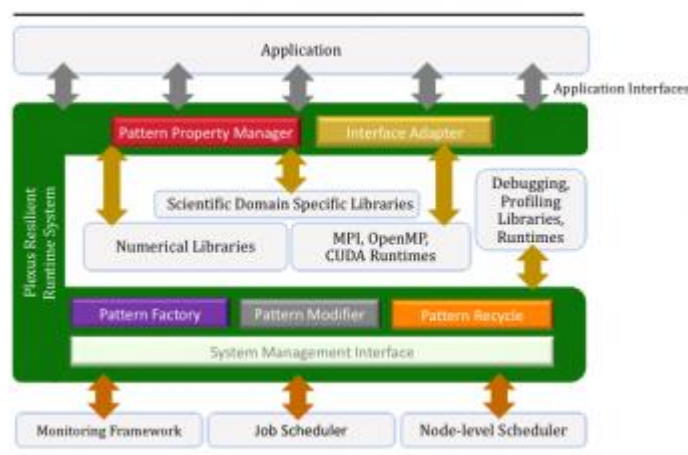 Application
Application Interfaces
Pattern Property Manager
Interface Adapter
Plexus Resilient
Runtime System
Scientific Domain Specific Libraries
Numerical Libraries
MPI, OpenMP,
CUDA Runtimes
Debugging,
Profiling
Libraries,
Runtimes
Pattern Factory
Pattern Modifier
Pattern Recycle
System Management Interface
Monitoring Framework
Job Scheduler
Node-level Scheduler